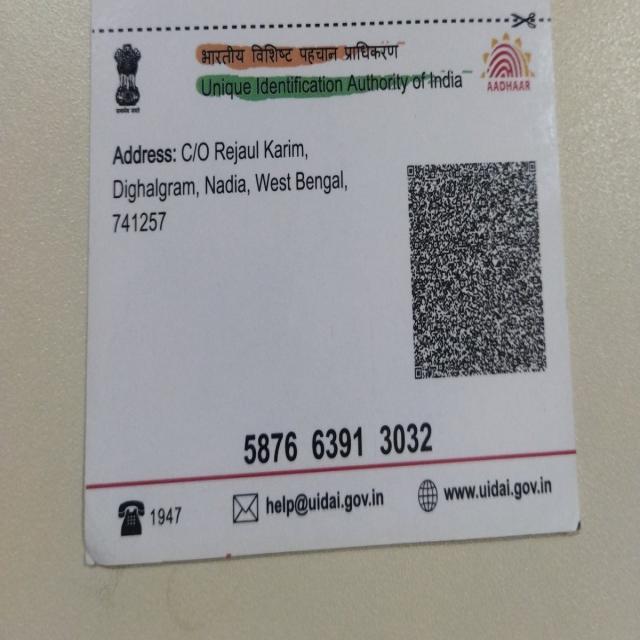 भारतीय विशिष्ट पहचान प्राधिकरण
Unique Identification Authority of India
AADHAAR
Address: C/O Rejaul Karim,
Dighalgram, Nadia, West Bengal,
741257
5876 6391 3032
1947
help@uidai.gov.in
www.uidai.gov.in